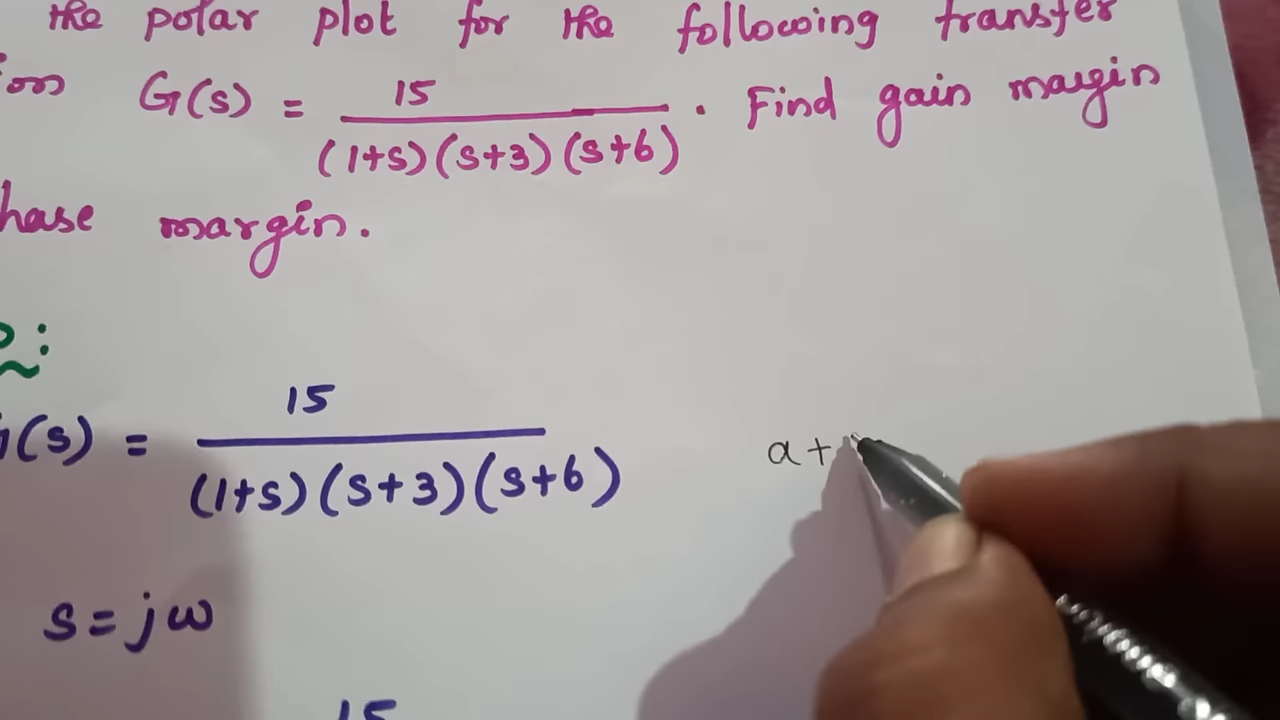 the polar plot for the following transfer
G(s) = 15 / (1+s)(s+3)(s+6) . Find gain margin
hase margin.
:
(s) = 15 / (1+s)(s+3)(s+6)
a+
s=jω
15